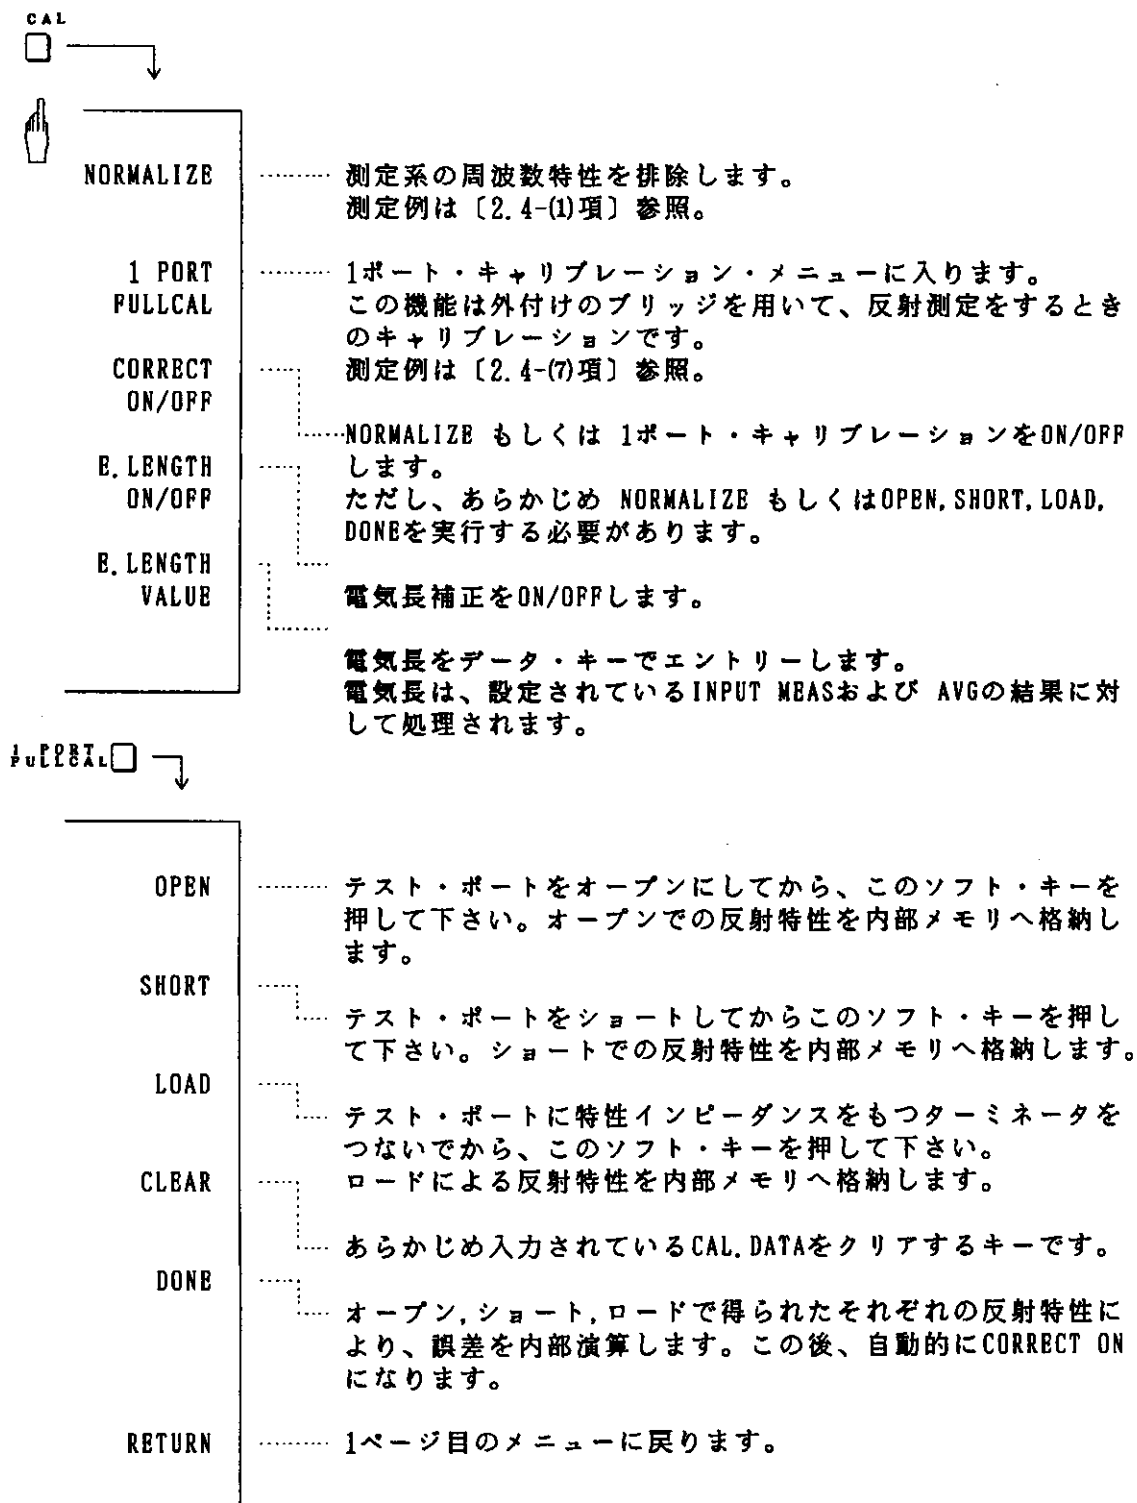 CAL
NORMALIZE
測定系の周波数特性を排除します。
測定例は〔2.4-(1)項〕参照。
1 PORT
FULLCAL
1ポート・キャリブレーション・メニューに入ります。
この機能は外付けのブリッジを用いて、反射測定をするとき
のキャリブレーションです。
測定例は〔2.4-(7)項〕参照。
CORRECT
ON/OFF
NORMALIZE もしくは 1ポート・キャリブレーションをON/OFF
します。
ただし、あらかじめ NORMALIZE もしくはOPEN,SHORT,LOAD,
DONEを実行する必要があります。
E.LENGTH
ON/OFF
電気長補正をON/OFFします。
E.LENGTH
VALUE
電気長をデータ・キーでエントリーします。
電気長は、設定されているINPUT MEASおよび AVGの結果に対
して処理されます。
1 PORT
FULLCAL
OPEN
テスト・ポートをオープンにしてから、このソフト・キーを
押して下さい。オープンでの反射特性を内部メモリへ格納し
ます。
SHORT
テスト・ポートをショートしてからこのソフト・キーを押し
て下さい。ショートでの反射特性を内部メモリへ格納します。
LOAD
テスト・ポートに特性インピーダンスをもつターミネータを
つないでから、このソフト・キーを押して下さい。
ロードによる反射特性を内部メモリへ格納します。
CLEAR
あらかじめ入力されているCAL.DATAをクリアするキーです。
DONE
オープン,ショート,ロードで得られたそれぞれの反射特性に
より、誤差を内部演算します。この後、自動的にCORRECT ON
になります。
RETURN
1ページ目のメニューに戻ります。